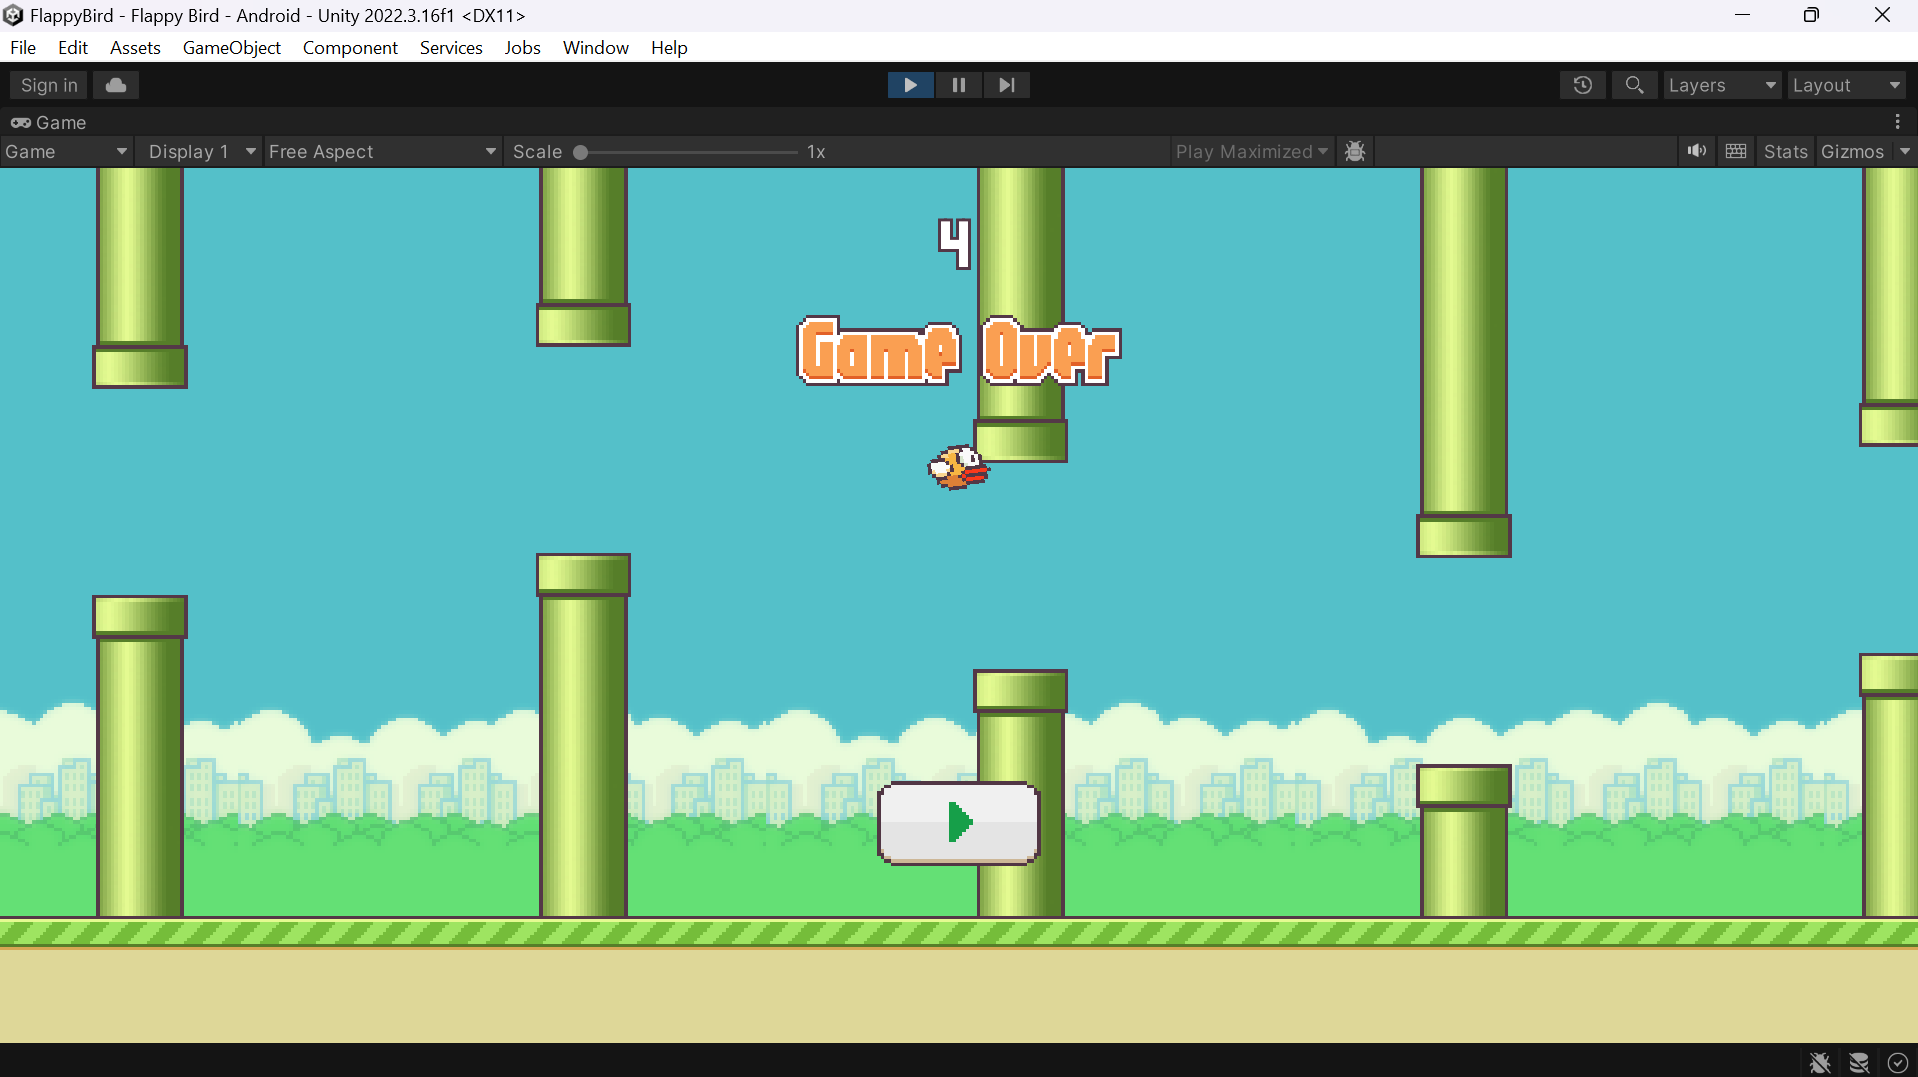 FlappyBird - Flappy Bird - Android - Unity 2022.3.16f1 <DX11>
File Edit Assets GameObject Component Services Jobs Window Help
Sign in Layers Layout
Game
Game Display 1 Free Aspect Scale 1x Play Maximized Stats Gizmos
4
Game Over